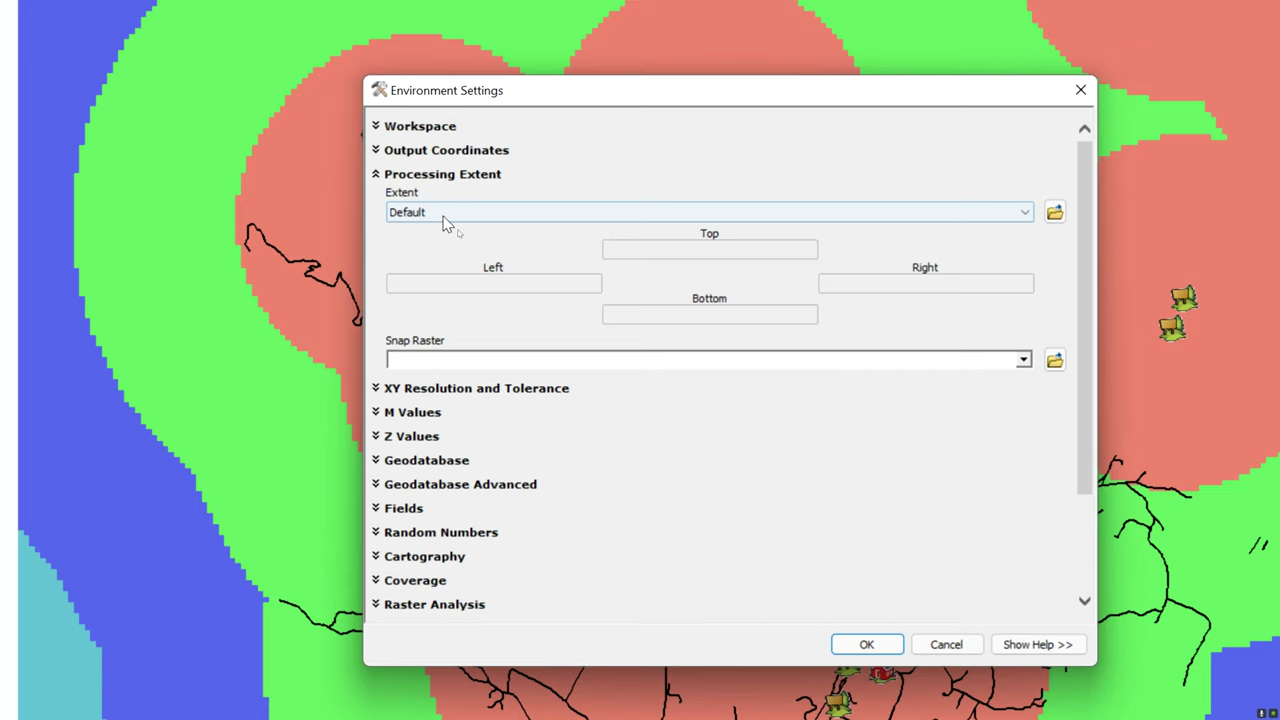 Environment Settings
Workspace
Output Coordinates
Processing Extent
Extent
Default
Top
Left
Right
Bottom
Snap Raster
XY Resolution and Tolerance
M Values
Z Values
Geodatabase
Geodatabase Advanced
Fields
Random Numbers
Cartography
Coverage
Raster Analysis
OK
Cancel
Show Help >>